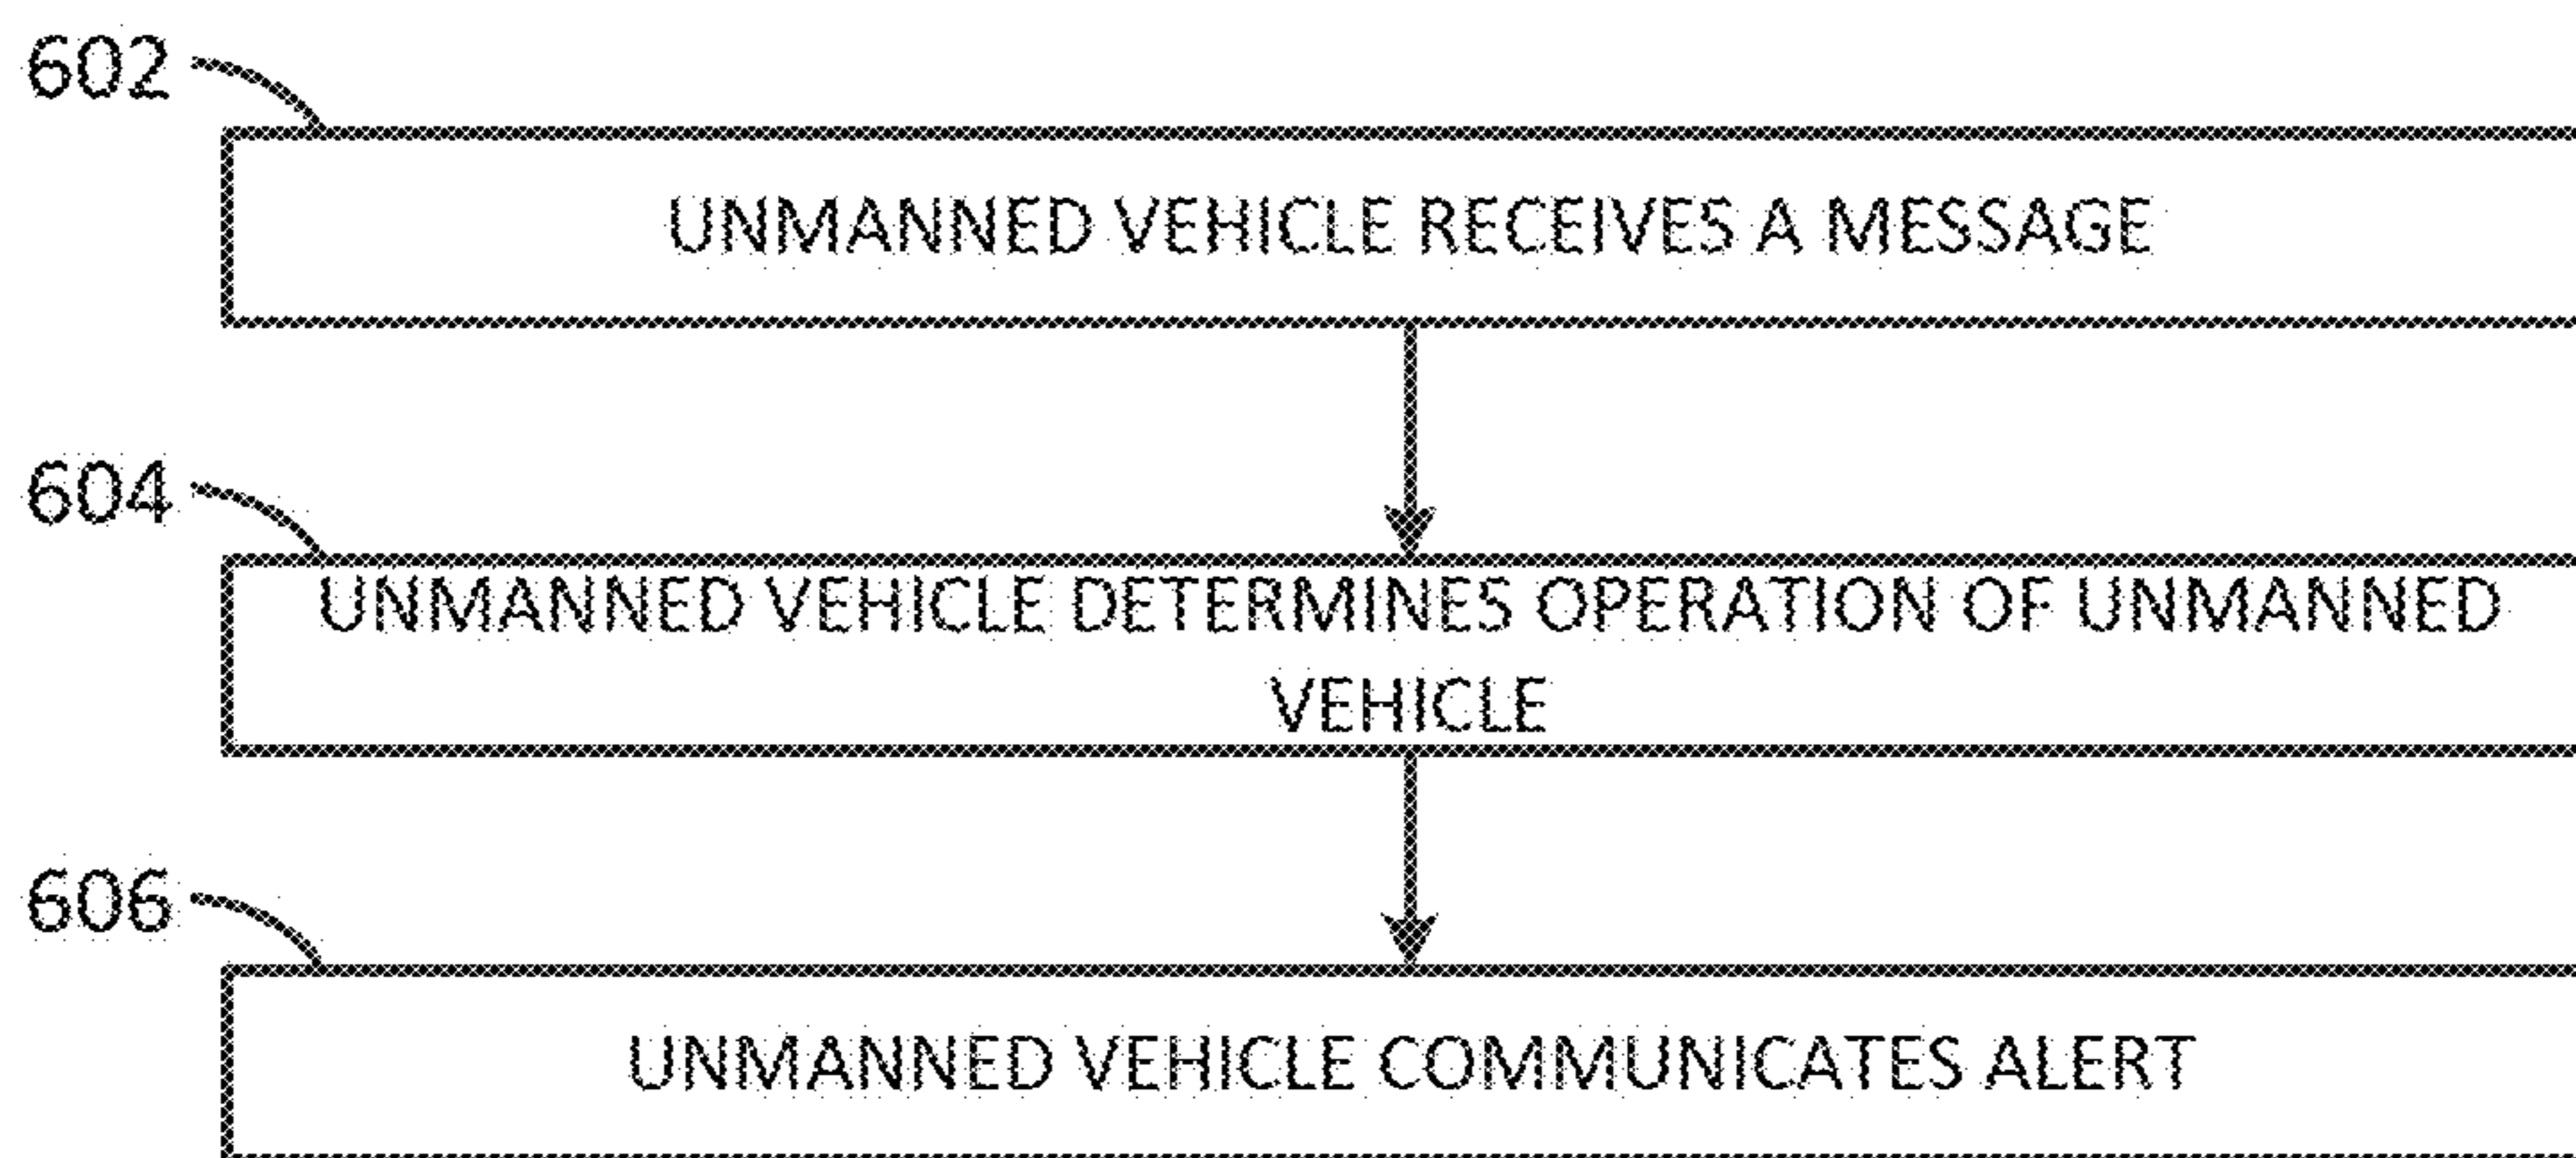 602
UNMANNED VEHICLE RECEIVES A MESSAGE
604
UNMANNED VEHICLE DETERMINES OPERATION OF UNMANNED
VEHICLE
606
UNMANNED VEHICLE COMMUNICATES ALERT